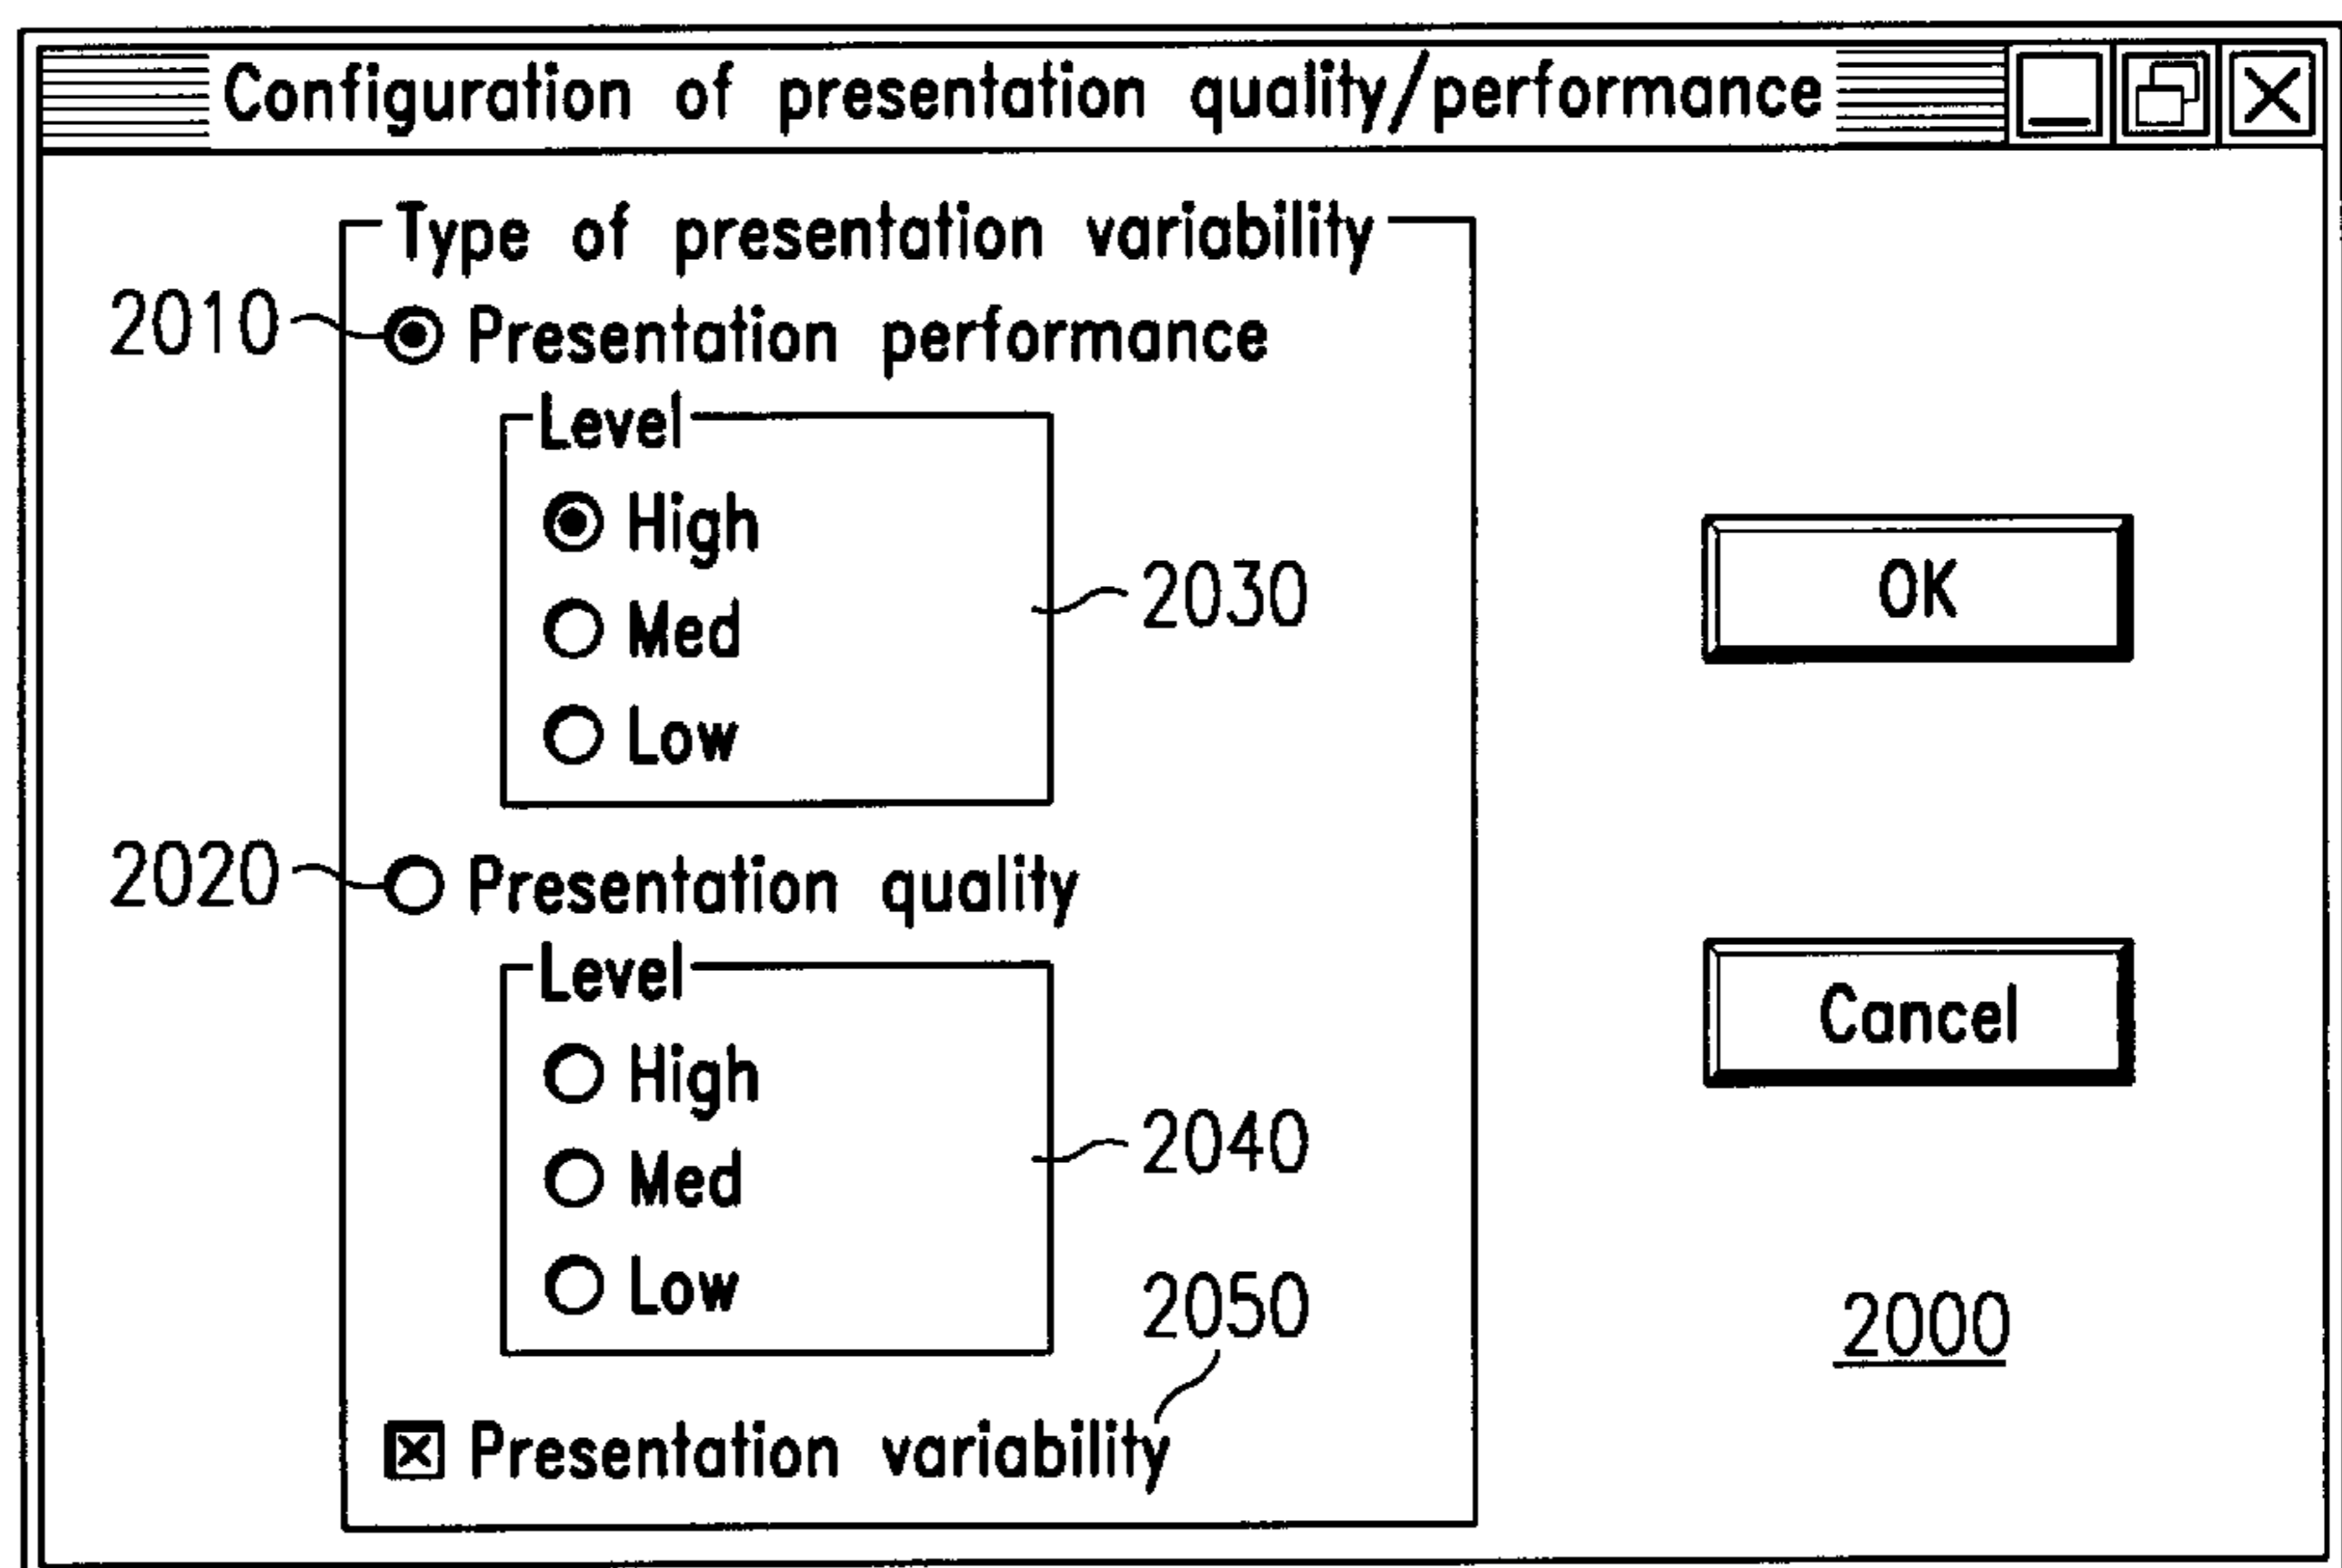 Configuration of presentation quality/performance
Type of presentation variability
2010 Presentation performance
Level
High
2030
Med
Low
2020 Presentation quality
Level
High
2040
Med
Low
2050
Presentation variability
OK
Cancel
2000